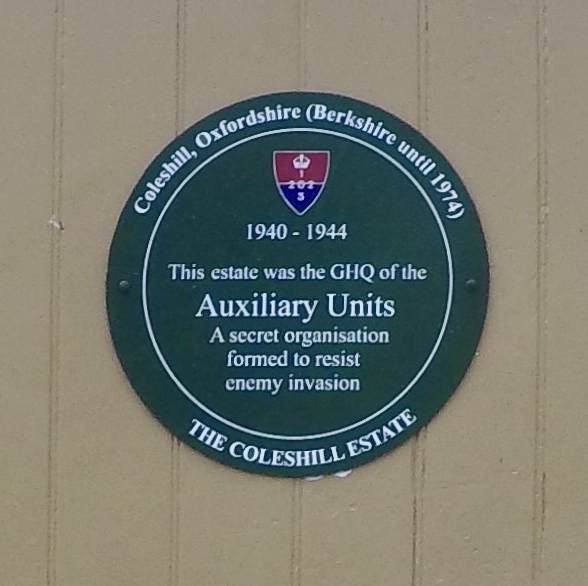 Coleshill, Oxfordshire (Berkshire until 1974)
1
202
3
1940 - 1944
This estate was the GHQ of the
Auxiliary Units
A secret organisation
formed to resist
enemy invasion
THE COLESHILL ESTATE